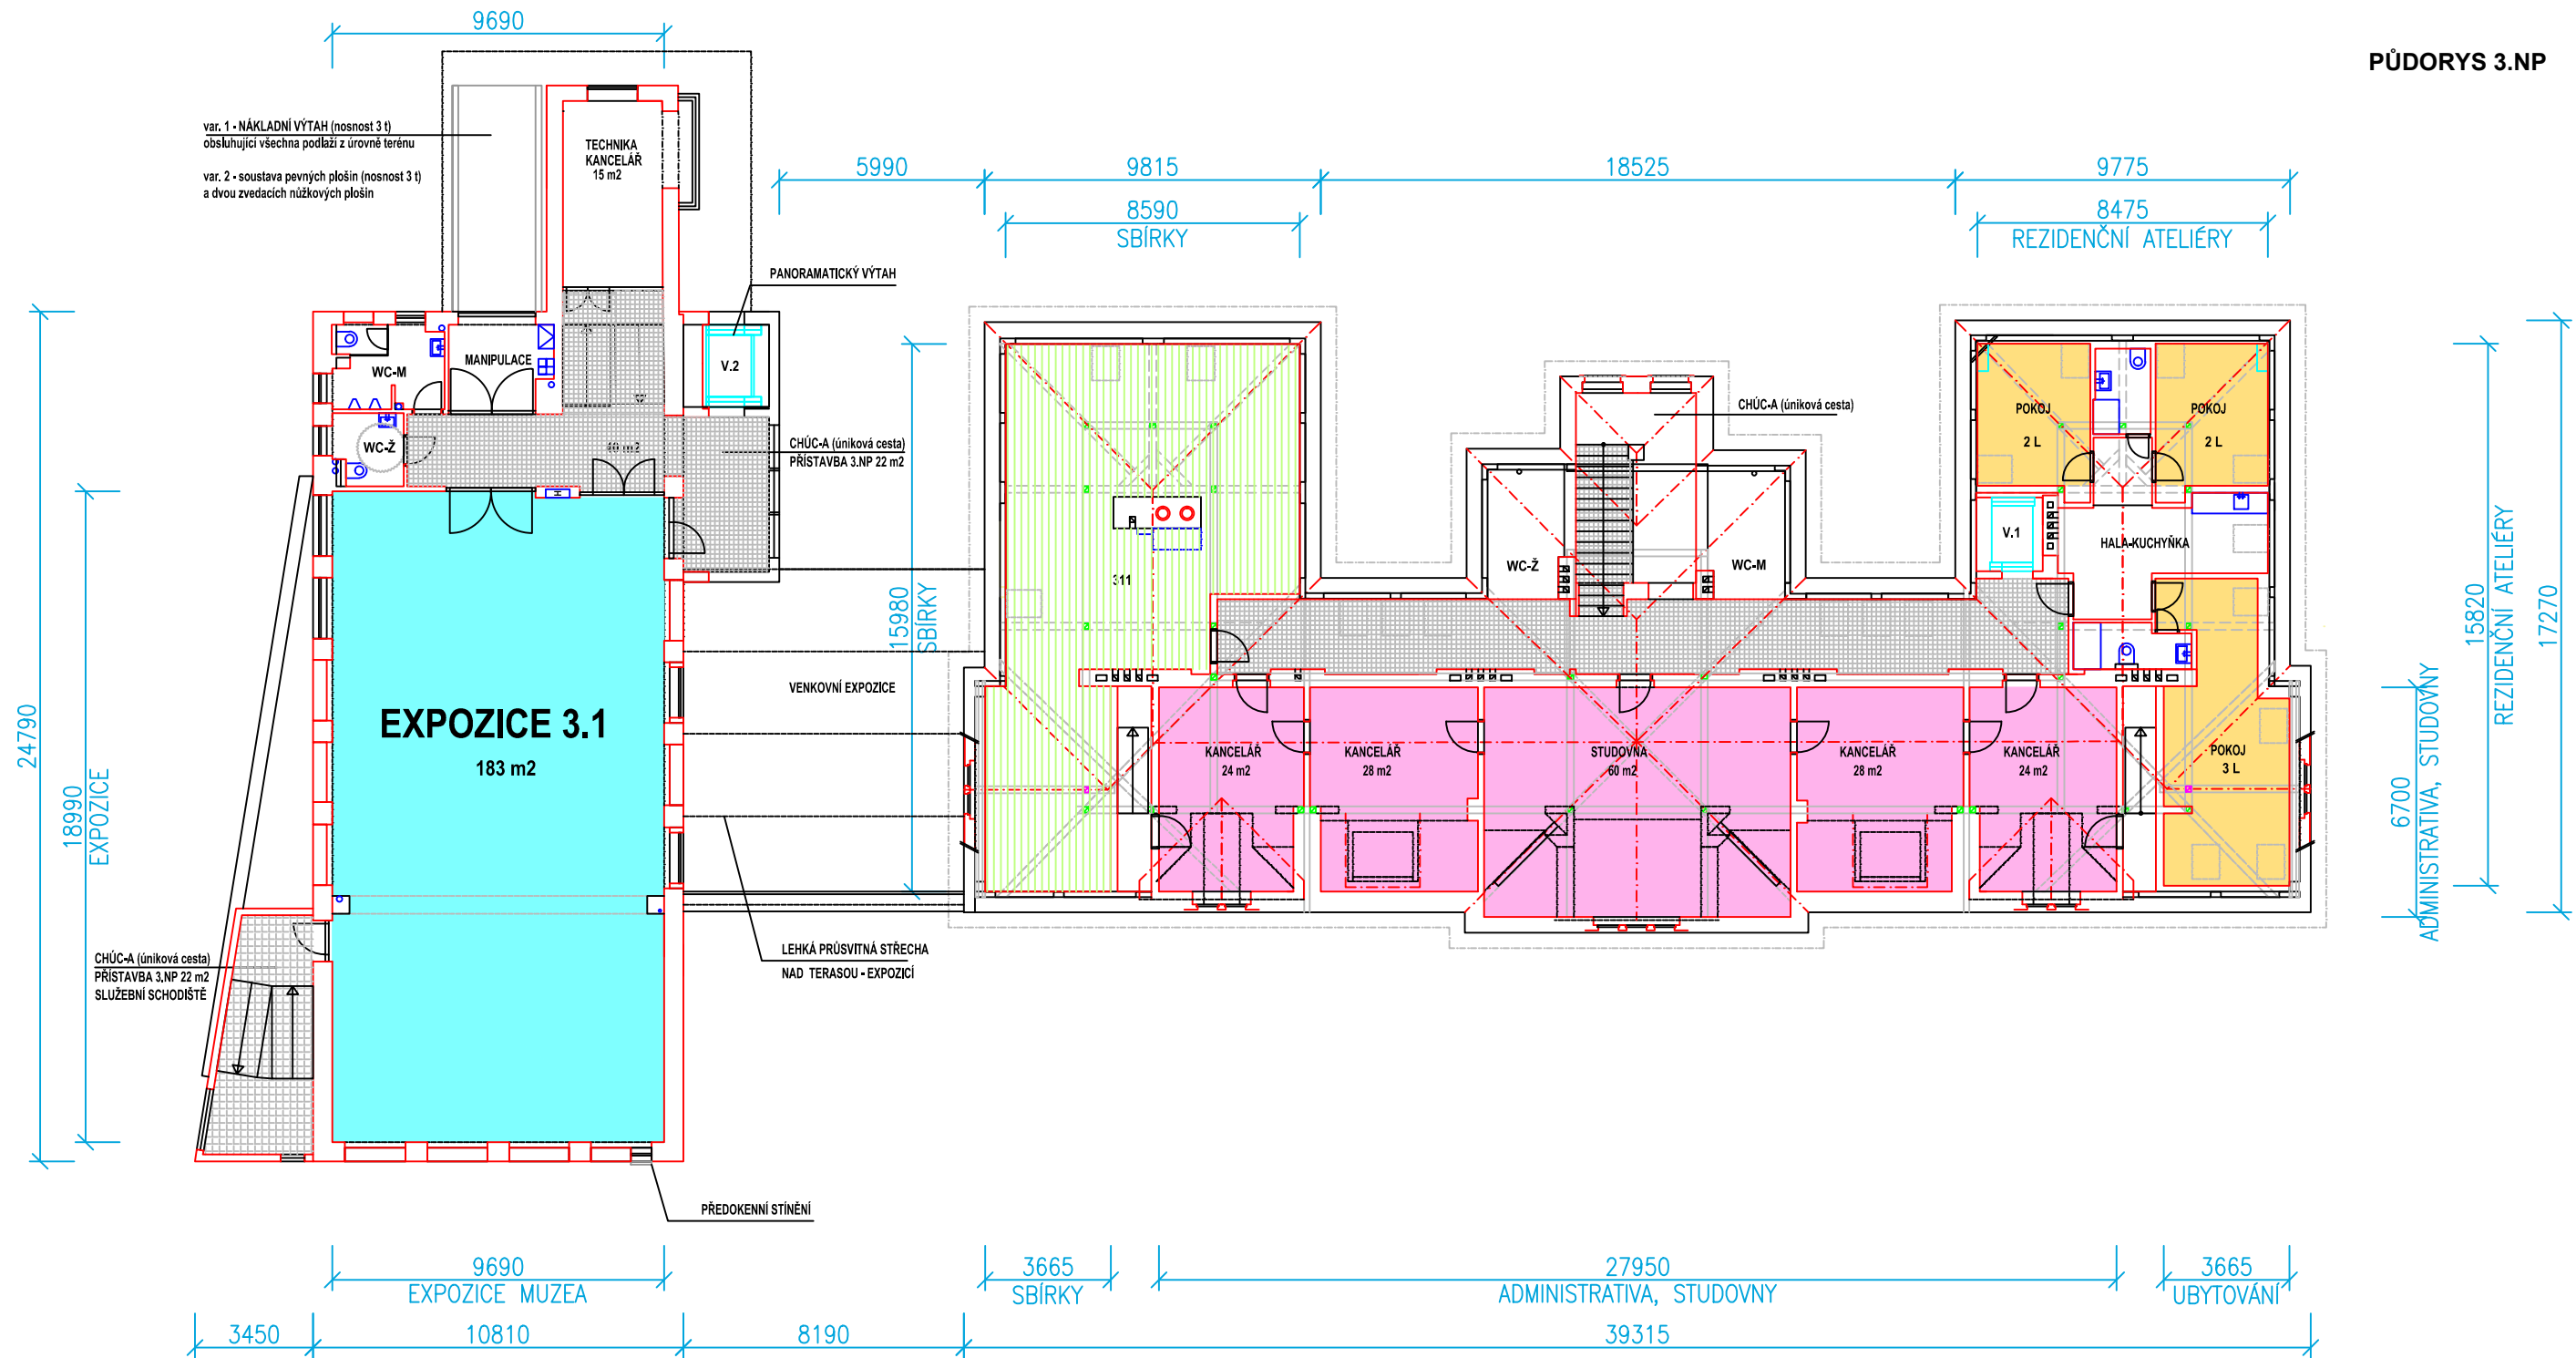 PŮDORYS 3.NP
9690
var. 1 - NÁKLADNÍ VÝTAH (nosnost 3 t)
obsluhující všechna podlaží z úrovně terénu
var. 2 - soustava pevných plošin (nosnost 3 t)
a dvou zvedacích nůžkových plošin
TECHNIKA
KANCELÁŘ
15 m2
5990
9815
18525
9775
8590
SBÍRKY
8475
REZIDENČNÍ ATELIÉRY
PANORAMATICKÝ VÝTAH
V.2
MANIPULACE
WC-M
WC-Ž
CHÚC-A (úniková cesta)
PŘÍSTAVBA 3.NP 22 m2
CHÚC-A (úniková cesta)
POKOJ
2 L
POKOJ
2 L
V.1
HALA-KUCHYŇKA
WC-Ž
WC-M
311
15980
SBÍRKY
24790
18990
EXPOZICE
EXPOZICE 3.1
183 m2
VENKOVNÍ EXPOZICE
KANCELÁŘ
24 m2
KANCELÁŘ
28 m2
STUDOVNA
60 m2
KANCELÁŘ
28 m2
KANCELÁŘ
24 m2
POKOJ
3 L
6700
ADMINISTRATIVA, STUDOVNY
15820
REZIDENČNÍ ATELIÉRY
17270
LEHKÁ PRŮSVITNÁ STŘECHA
NAD TERASOU - EXPOZICÍ
CHÚC-A (úniková cesta)
PŘÍSTAVBA 3.NP 22 m2
SLUŽEBNÍ SCHODIŠTĚ
PŘEDOKENNÍ STÍNĚNÍ
9690
EXPOZICE MUZEA
3665
SBÍRKY
27950
ADMINISTRATIVA, STUDOVNY
3665
UBYTOVÁNÍ
3450
10810
8190
39315